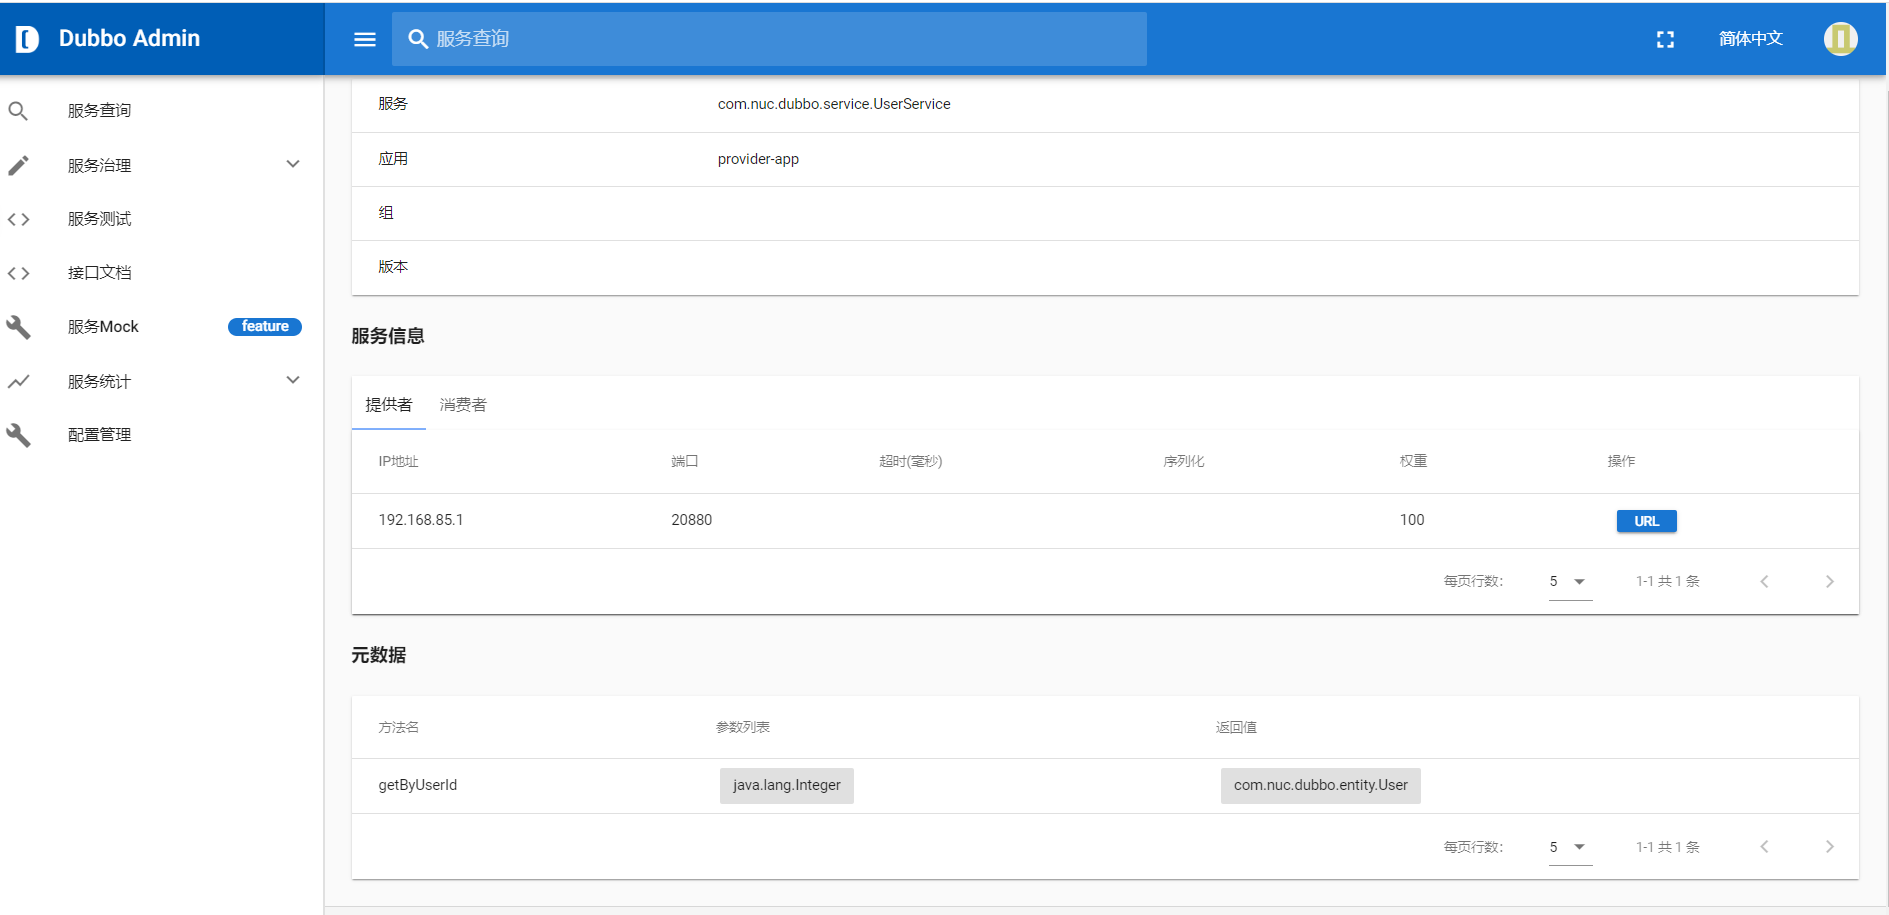 Dubbo Admin
服务查询
简体中文
服务查询
服务治理
服务测试
接口文档
服务Mock feature
服务统计
配置管理
服务 com.nuc.dubbo.service.UserService
应用 provider-app
组
版本
服务信息
提供者 消费者
IP地址 端口 超时(毫秒) 序列化 权重 操作
192.168.85.1 20880 100 URL
每页行数: 5 1-1 共 1 条
元数据
方法名 参数列表 返回值
getByUserId java.lang.Integer com.nuc.dubbo.entity.User
每页行数: 5 1-1 共 1 条